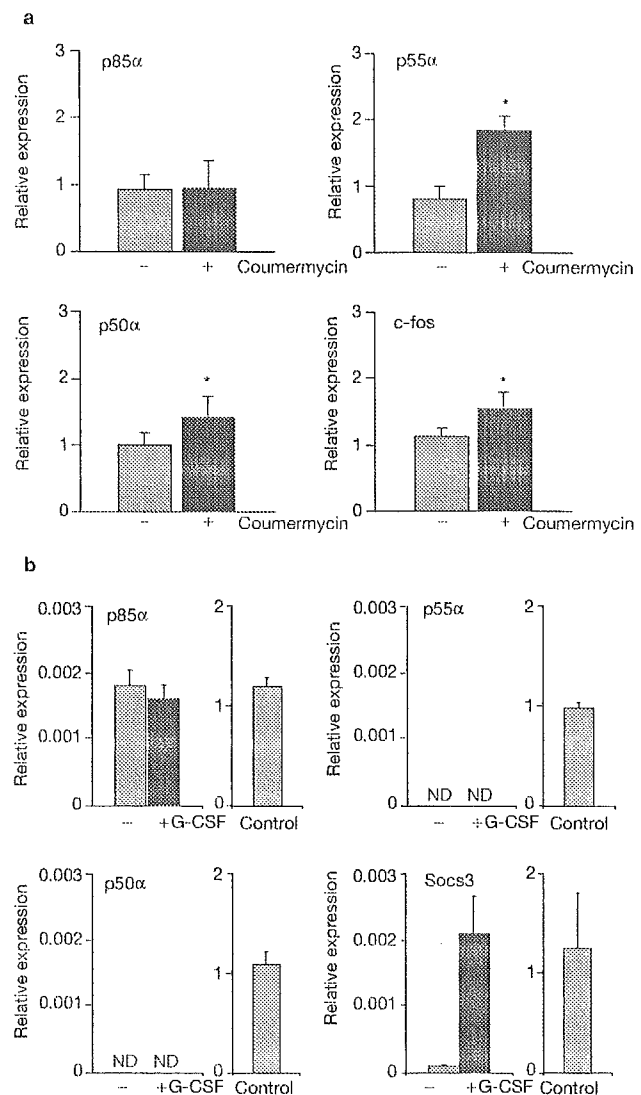 a
p85α
p55α
Relative expression
Relative expression
3
2
1
0
3
2
1
0
*
– + Coumermycin
– + Coumermycin
p50α
c-fos
Relative expression
Relative expression
3
2
1
0
3
2
1
0
*
*
– + Coumermycin
– + Coumermycin
b
p85α
p55α
Relative expression
Relative expression
0.003
0.002
0.001
0
2
1
0
0.003
0.002
0.001
0
2
1
0
ND ND
– +G-CSF Control
– +G-CSF Control
p50α
Socs3
Relative expression
Relative expression
0.003
0.002
0.001
0
2
1
0
0.003
0.002
0.001
0
2
1
0
ND ND
– +G-CSF Control
– +G-CSF Control